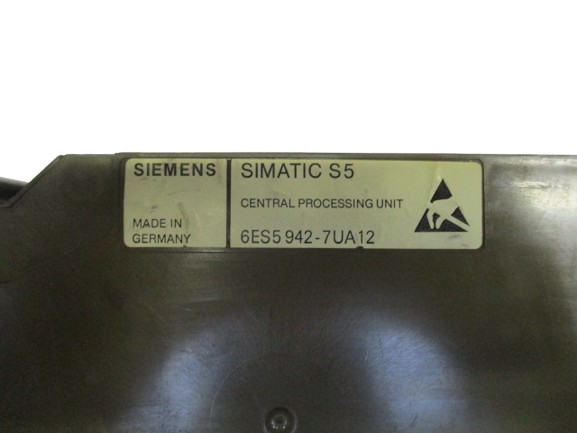 SIEMENS
MADE IN
GERMANY
SIMATIC S5
CENTRAL PROCESSING UNIT
6ES5 942-7UA12